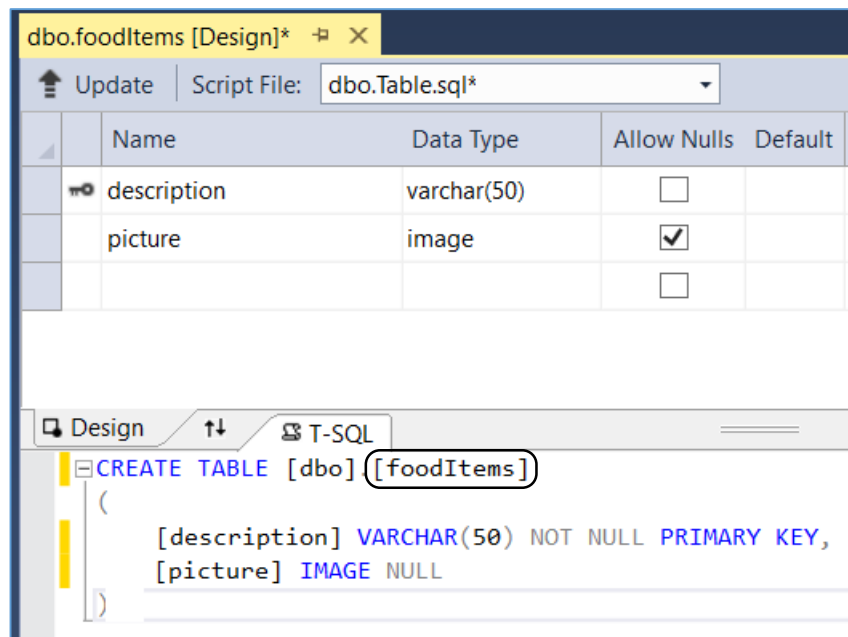 dbo.foodItems [Design]*
Update Script File: dbo.Table.sql*
Name Data Type Allow Nulls Default
description varchar(50)
picture image
Design T-SQL
CREATE TABLE [dbo].[foodItems]
(
[description] VARCHAR(50) NOT NULL PRIMARY KEY,
[picture] IMAGE NULL
)